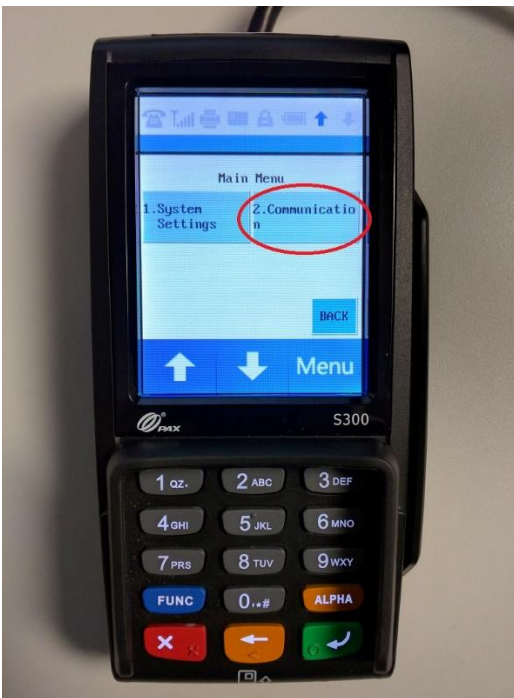 Main Menu
1.System
Settings
2.Communicatio
n
BACK
Menu
PAX
S300
1 QZ.
2 ABC
3 DEF
4 GHI
5 JKL
6 MNO
7 PRS
8 TUV
9 WXY
FUNC
0,*#
ALPHA